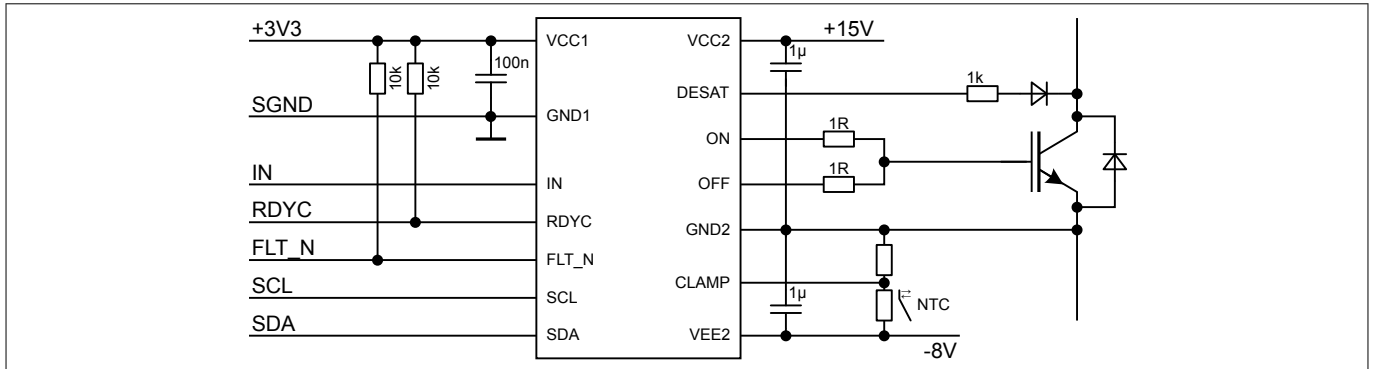 +3V3
10k
10k
100n
SGND
IN
RDYC
FLT_N
SCL
SDA
VCC1
GND1
IN
RDYC
FLT_N
SCL
SDA
VCC2
DESAT
ON
OFF
GND2
CLAMP
VEE2
+15V
1µ
1k
1R
1R
1µ
NTC
-8V